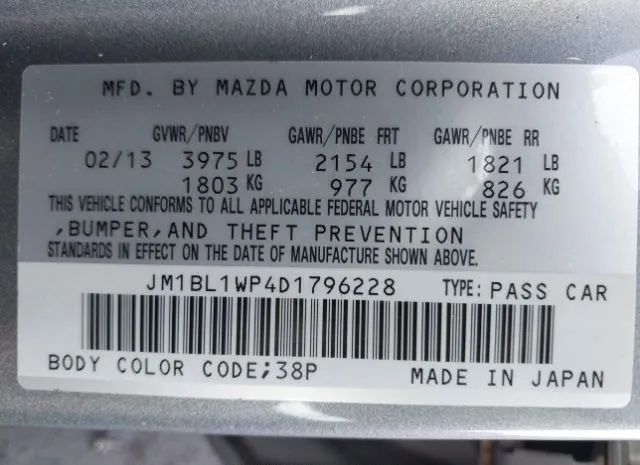 MFD. BY MAZDA MOTOR CORPORATION
DATE GVWR/PNBV GAWR/PNBE FRT GAWR/PNBE RR
02/13 3975 LB 2154 LB 1821 LB
1803 KG 977 KG 826 KG
THIS VEHICLE CONFORMS TO ALL APPLICABLE FEDERAL MOTOR VEHICLE SAFETY
,BUMPER,AND THEFT PREVENTION
STANDARDS IN EFFECT ON THE DATE OF MANUFACTURE SHOWN ABOVE.
JM1BL1WP4D1796228 TYPE: PASS CAR
BODY COLOR CODE;38P MADE IN JAPAN